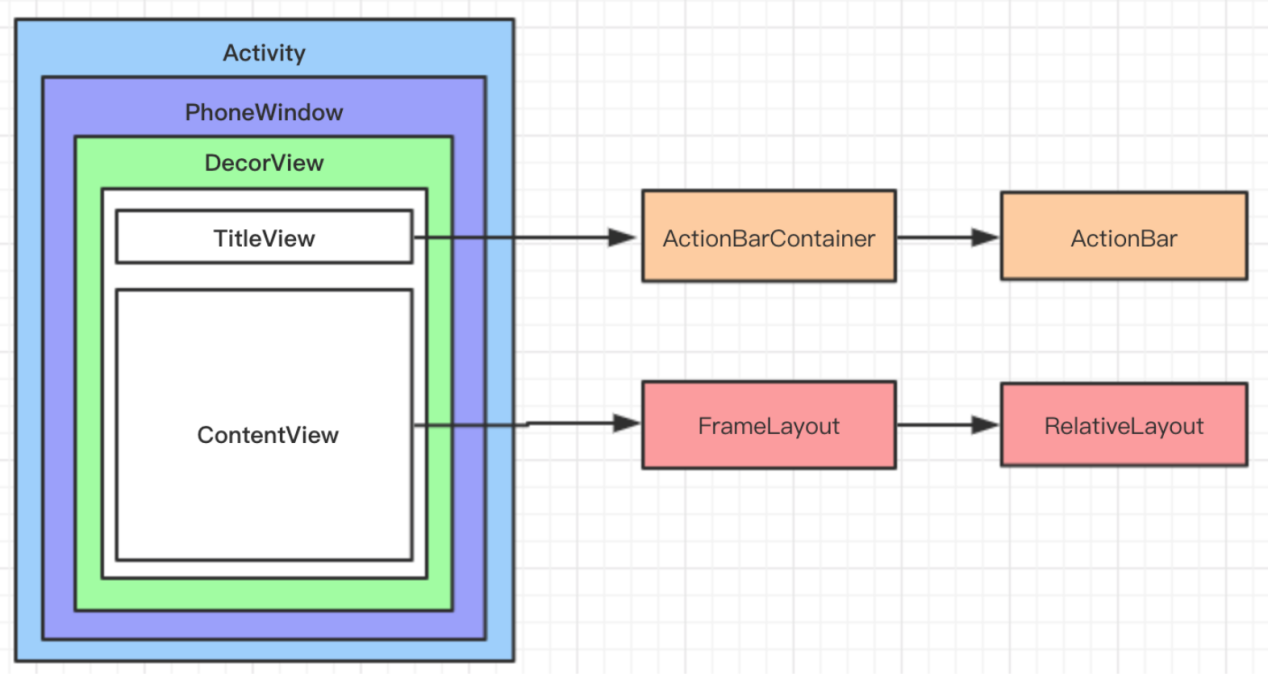 Activity
PhoneWindow
DecorView
TitleView
ActionBarContainer
ActionBar
ContentView
FrameLayout
RelativeLayout